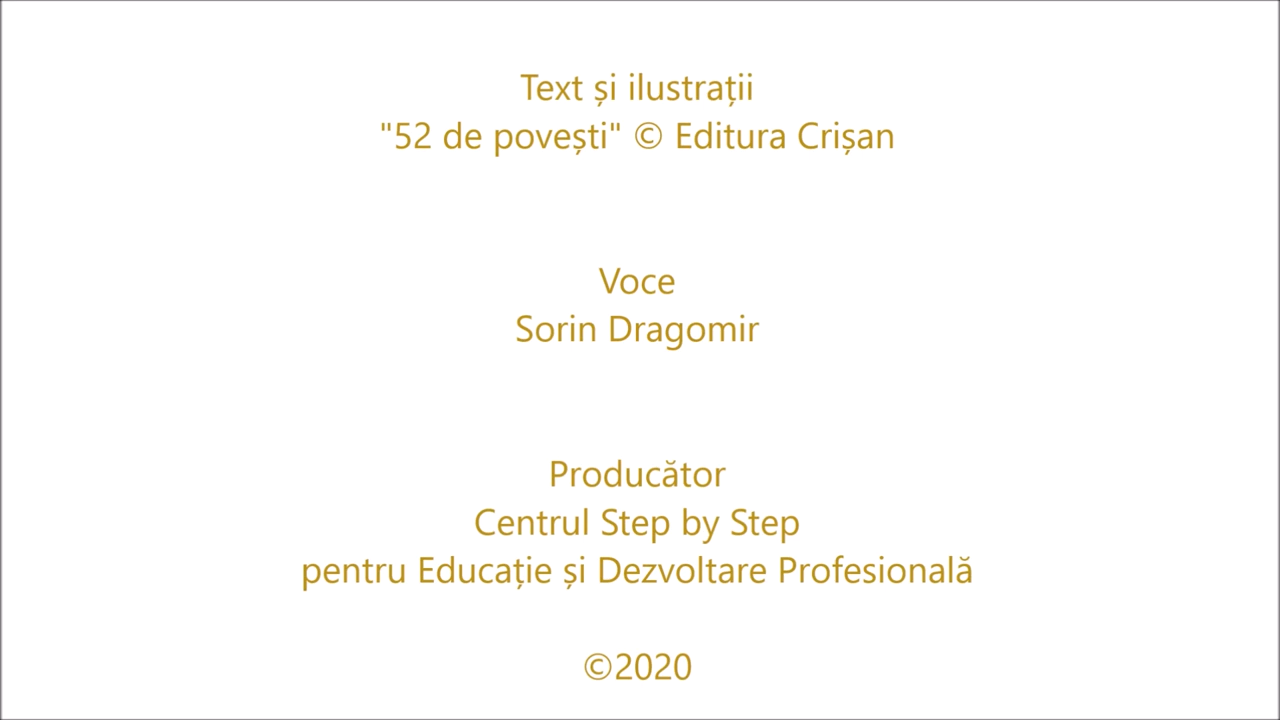 Text și ilustrații
"52 de povești" © Editura Crișan
Voce
Sorin Dragomir
Producător
Centrul Step by Step
pentru Educație și Dezvoltare Profesională
©2020